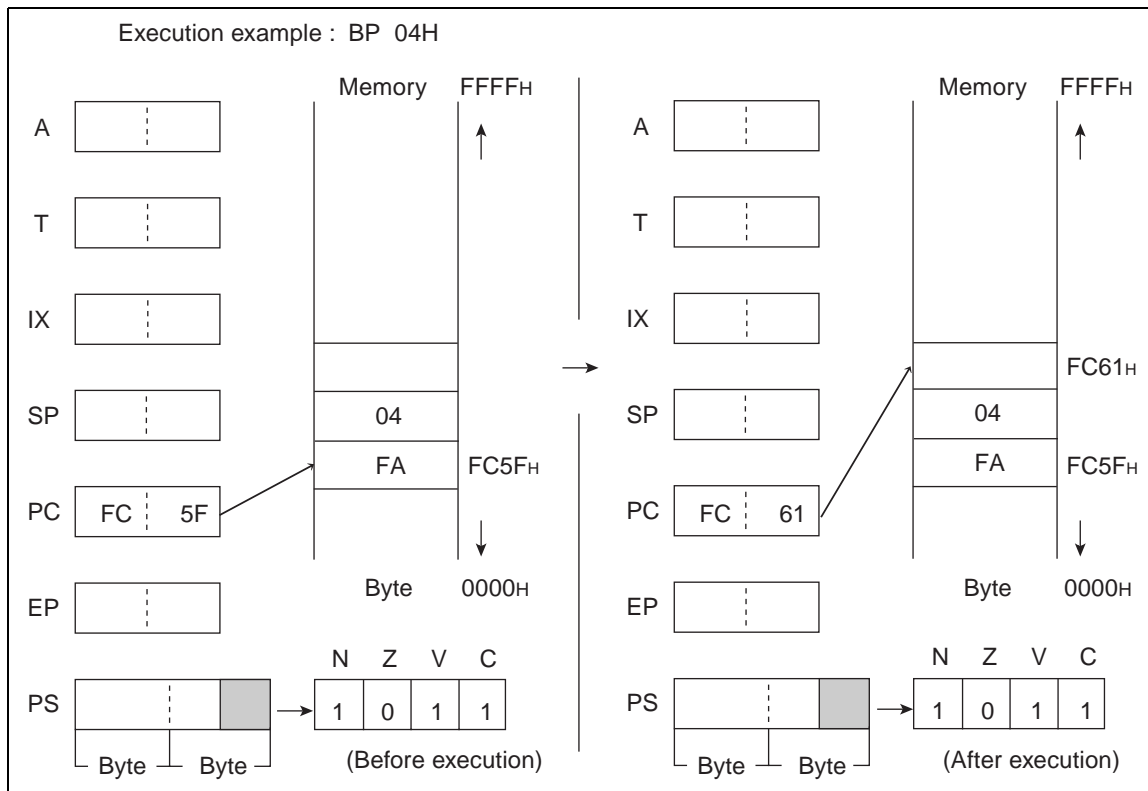 Execution example : BP 04H
Memory FFFFH
A
T
IX
SP
04
FA FC5FH
PC FC 5F
Byte 0000H
EP
N Z V C
PS
1 0 1 1
Byte Byte
(Before execution)
Memory FFFFH
A
T
IX
FC61H
SP
04
FA FC5FH
PC FC 61
Byte 0000H
EP
N Z V C
PS
1 0 1 1
Byte Byte
(After execution)